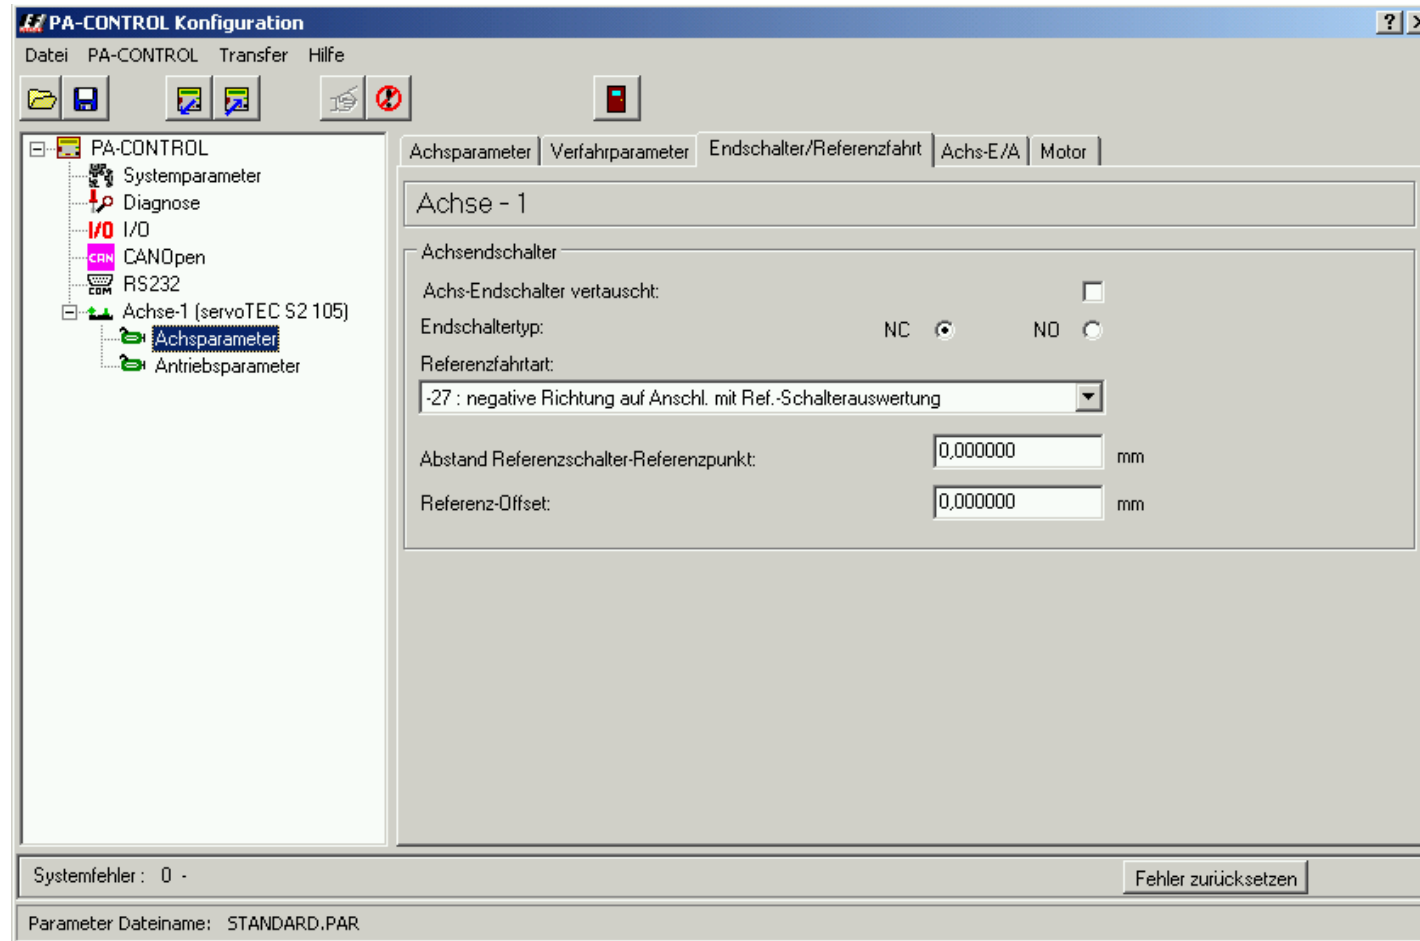 PA-CONTROL Konfiguration
Datei PA-CONTROL Transfer Hilfe
PA-CONTROL
Systemparameter
Diagnose
I/O I/O
CAN CANOpen
COM RS232
Achse-1 (servoTEC S2 105)
Achsparameter
Antriebsparameter
Achsparameter Verfahrparameter Endschalter/Referenzfahrt Achs-E/A Motor
Achse - 1
Achsendschalter
Achs-Endschalter vertauscht:
Endschaltertyp: NC NO
Referenzfahrtart:
-27 : negative Richtung auf Anschl. mit Ref.-Schalterauswertung
Abstand Referenzschalter-Referenzpunkt: 0,000000 mm
Referenz-Offset: 0,000000 mm
Systemfehler : 0 -
Fehler zurücksetzen
Parameter Dateiname: STANDARD.PAR